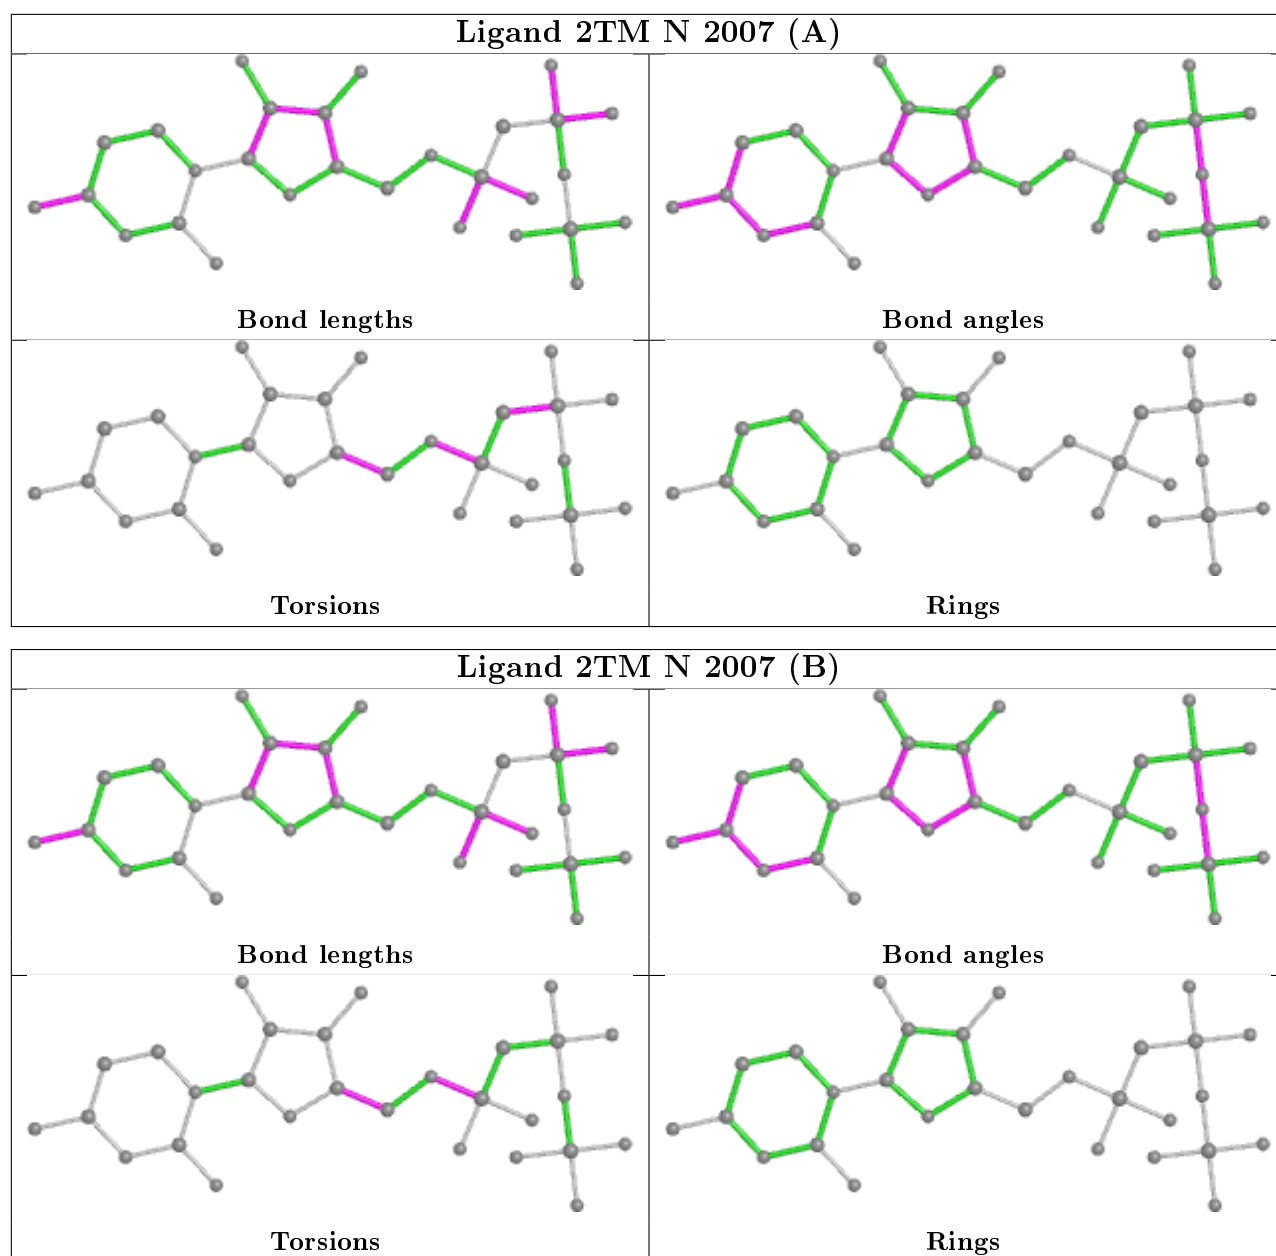 Ligand 2TM N 2007 (A)
Bond lengths
Bond angles
Torsions
Rings
Ligand 2TM N 2007 (B)
Bond lengths
Bond angles
Torsions
Rings